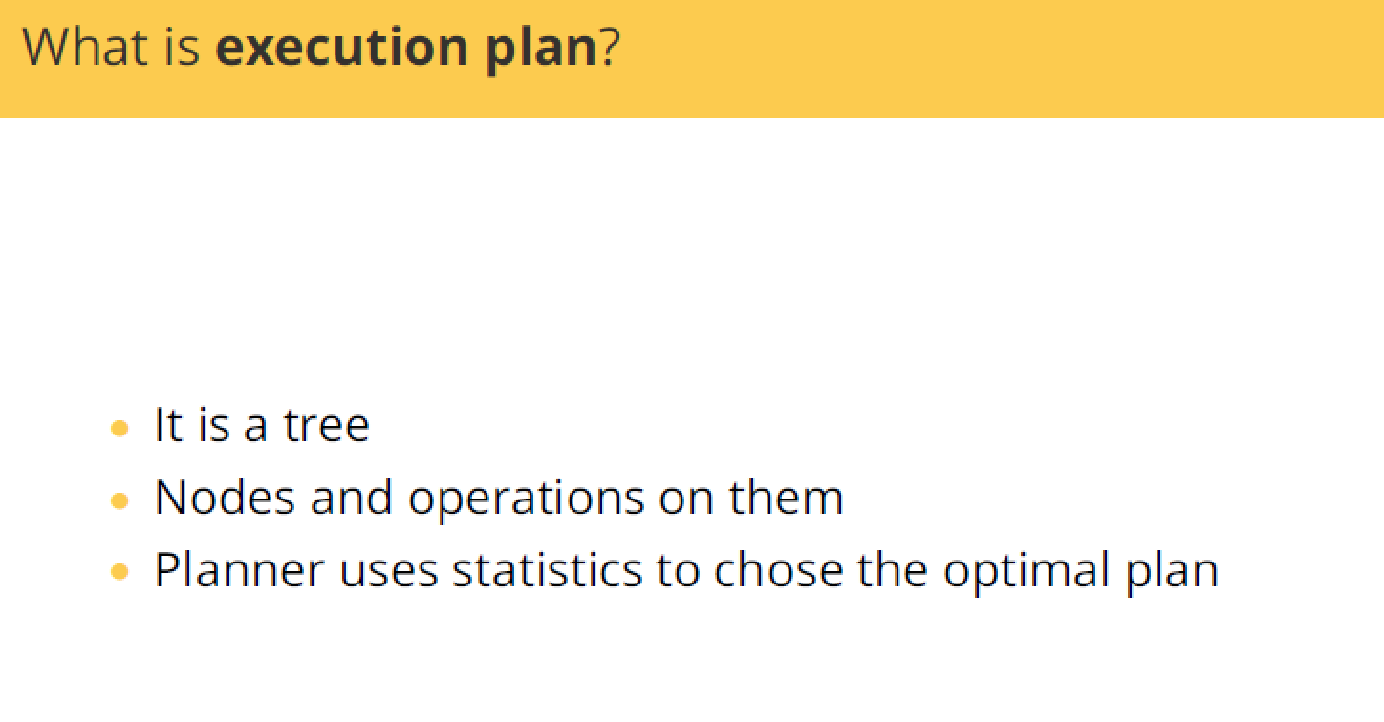 What is execution plan?
It is a tree
Nodes and operations on them
Planner uses statistics to chose the optimal plan